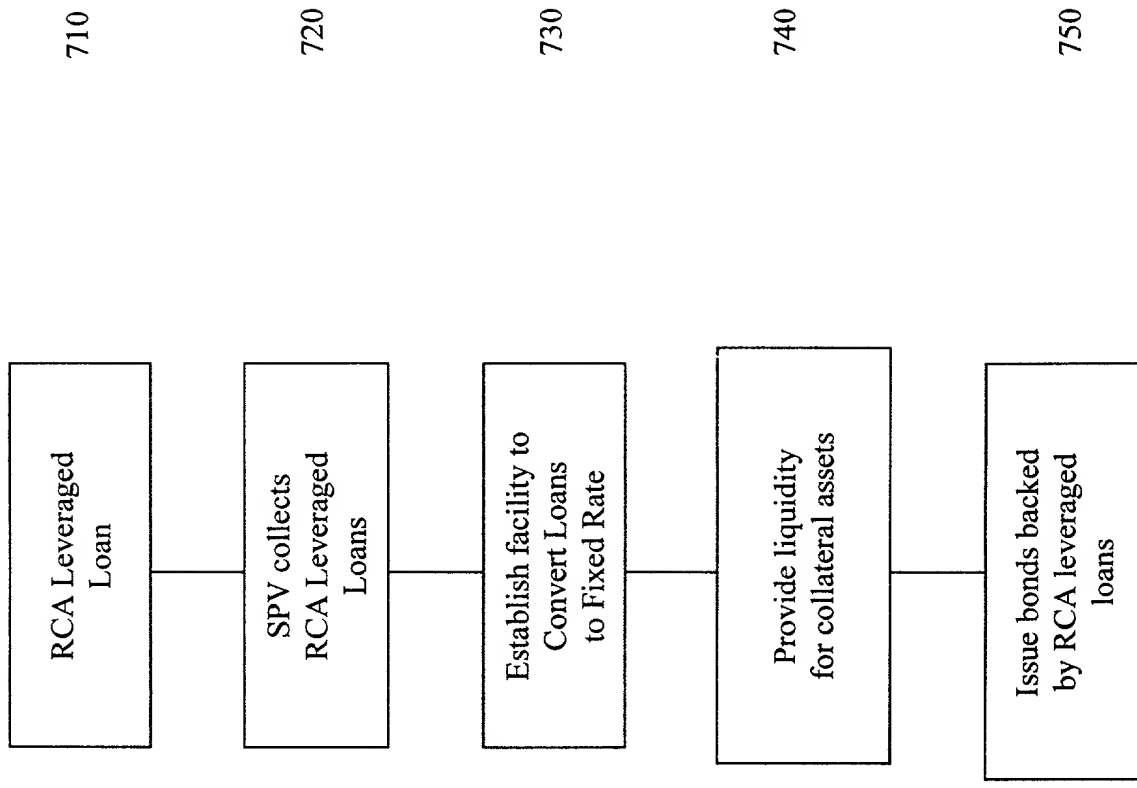 RCA Leveraged
Loan
710
SPV collects
RCA Leveraged
Loans
720
Establish facility to
Convert Loans
to Fixed Rate
730
Provide liquidity
for collateral assets
740
Issue bonds backed
by RCA leveraged
loans
750